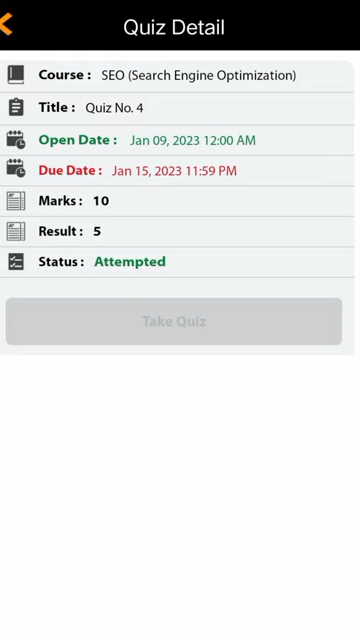 Quiz Detail
Course : SEO (Search Engine Optimization)
Title : Quiz No. 4
Open Date : Jan 09, 2023 12:00 AM
Due Date : Jan 15, 2023 11:59 PM
Marks : 10
Result : 5
Status : Attempted
Take Quiz